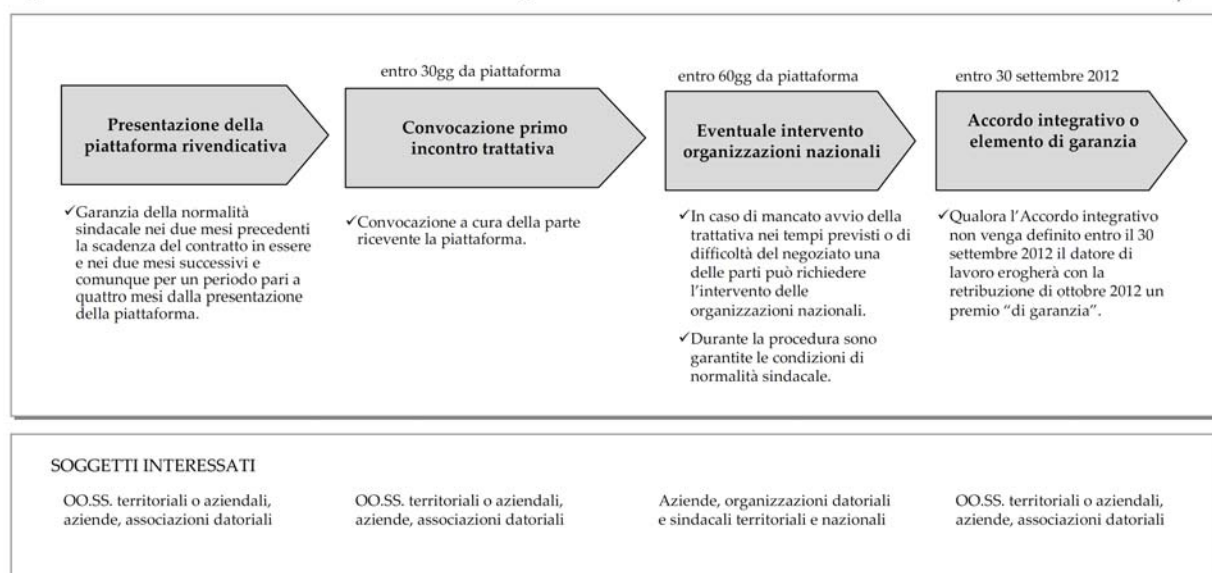 Presentazione della
piattaforma rivendicativa
✓Garanzia della normalità
sindacale nei due mesi precedenti
la scadenza del contratto in essere
e nei due mesi successivi e
comunque per un periodo pari a
quattro mesi dalla presentazione
della piattaforma.
entro 30gg da piattaforma
Convocazione primo
incontro trattativa
✓Convocazione a cura della parte
ricevente la piattaforma.
entro 60gg da piattaforma
Eventuale intervento
organizzazioni nazionali
✓In caso di mancato avvio della
trattativa nei tempi previsti o di
difficoltà del negoziato una
delle parti può richiedere
l'intervento delle
organizzazioni nazionali.
✓Durante la procedura sono
garantite le condizioni di
normalità sindacale.
entro 30 settembre 2012
Accordo integrativo o
elemento di garanzia
✓Qualora l'Accordo integrativo
non venga definito entro il 30
settembre 2012 il datore di
lavoro erogherà con la
retribuzione di ottobre 2012 un
premio “di garanzia”.
SOGGETTI INTERESSATI
OO.SS. territoriali o aziendali,
aziende, associazioni datoriali
OO.SS. territoriali o aziendali,
aziende, associazioni datoriali
Aziende, organizzazioni datoriali
e sindacali territoriali e nazionali
OO.SS. territoriali o aziendali,
aziende, associazioni datoriali